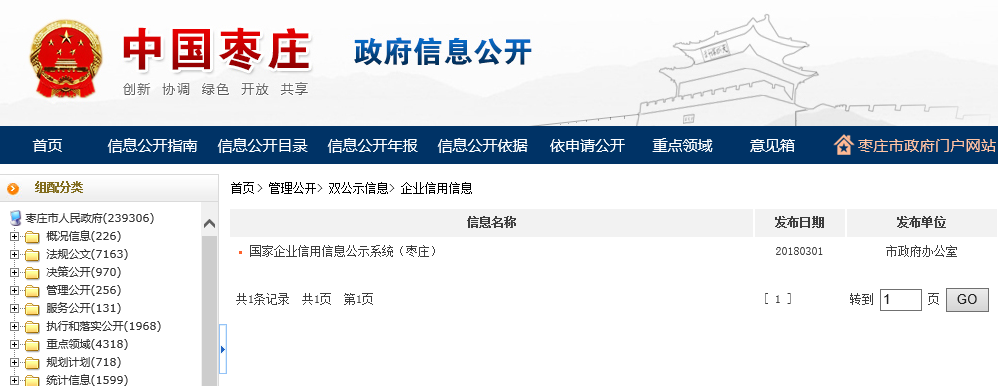 中国枣庄
政府信息公开
创新 协调 绿色 开放 共享
首页 信息公开指南 信息公开目录 信息公开年报 信息公开依据 依申请公开 重点领域 意见箱 枣庄市政府门户网站
组配分类
枣庄市人民政府(239306)
概况信息(226)
法规公文(7163)
决策公开(970)
管理公开(256)
服务公开(131)
执行和落实公开(1968)
重点领域(4318)
规划计划(718)
统计信息(1599)
首页> 管理公开> 双公示信息> 企业信用信息
信息名称 发布日期 发布单位
国家企业信用信息公示系统（枣庄） 20180301 市政府办公室
共1条记录 共1页 第1页 [ 1 ] 转到 1 页 GO